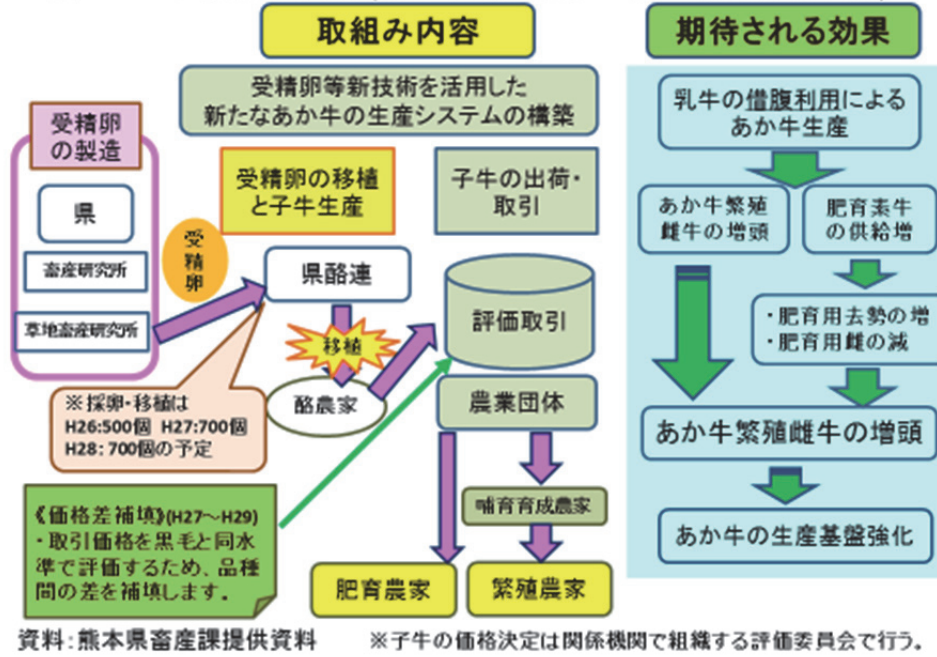 取組み内容
期待される効果
受精卵等新技術を活用した
新たなあか牛の生産システムの構築
受精卵
の製造
県
畜産研究所
草地畜産研究所
受
精
卵
受精卵の移植
と子牛生産
県酪連
移植
酪農家
※採卵・移植は
H26:500個 H27:700個
H28:700個の予定
《価格差補填》(H27～H29)
・取引価格を黒毛と同水
準で評価するため、品種
間の差を補填します。
子牛の出荷・
取引
評価取引
農業団体
哺育育成農家
肥育農家
繁殖農家
乳牛の借腹利用による
あか牛生産
あか牛繁殖
雌牛の増頭
肥育素牛
の供給増
・肥育用去勢の増
・肥育用雌の減
あか牛繁殖雌牛の増頭
あか牛の生産基盤強化
資料:熊本県畜産課提供資料
※子牛の価格決定は関係機関で組織する評価委員会で行う。